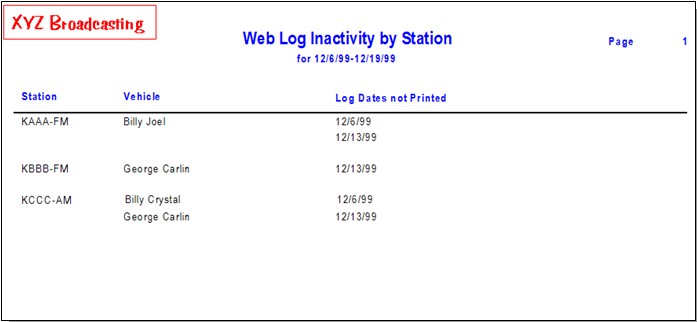 XYZ Broadcasting
Web Log Inactivity by Station
Page 1
for 12/6/99-12/19/99
Station Vehicle Log Dates not Printed
KAAA-FM Billy Joel 12/6/99
12/13/99
KBBB-FM George Carlin 12/13/99
KCCC-AM Billy Crystal 12/6/99
George Carlin 12/13/99